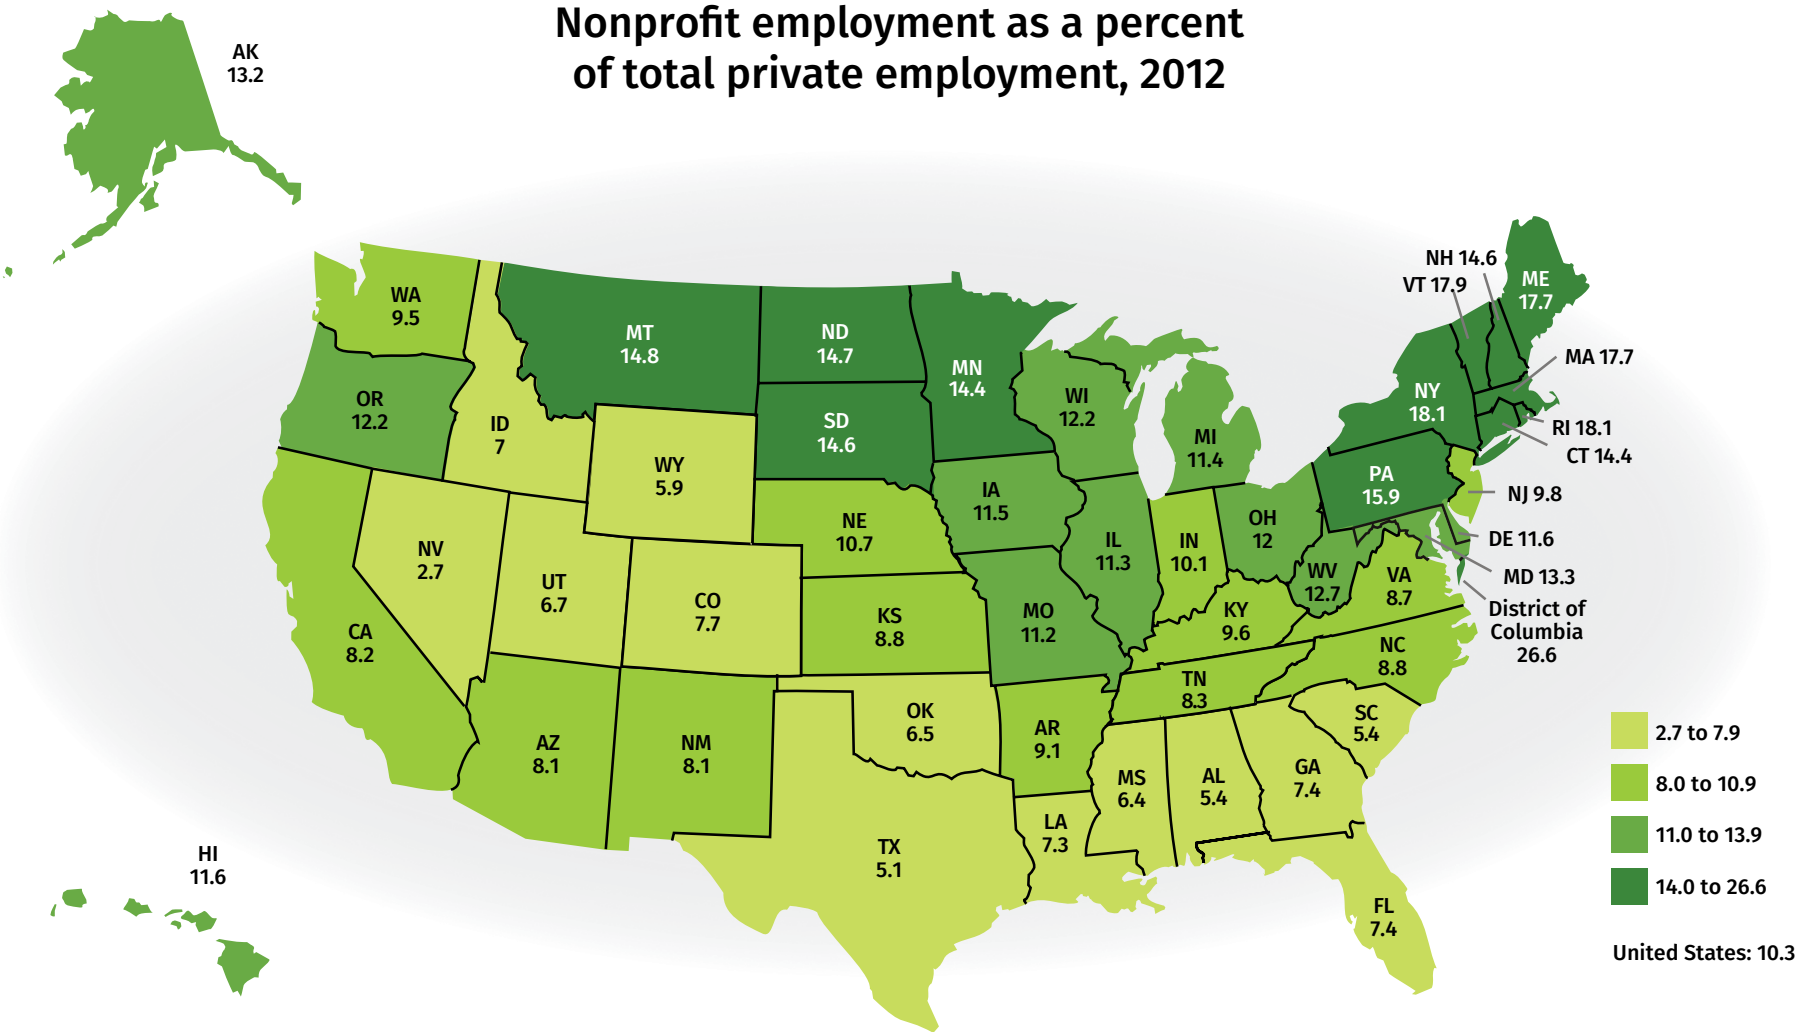 Nonprofit employment as a percent
of total private employment, 2012
AK
13.2
WA
9.5
OR
12.2
ID
7
MT
14.8
ND
14.7
SD
14.6
MN
14.4
WI
12.2
MI
11.4
NH 14.6
VT 17.9
ME
17.7
MA 17.7
NY
18.1
RI 18.1
CT 14.4
PA
15.9
NJ 9.8
DE 11.6
MD 13.3
District of
Columbia
26.6
WY
5.9
NE
10.7
IA
11.5
IL
11.3
IN
10.1
OH
12
WV
12.7
VA
8.7
NV
2.7
UT
6.7
CO
7.7
KS
8.8
MO
11.2
KY
9.6
NC
8.8
CA
8.2
TN
8.3
SC
5.4
AZ
8.1
NM
8.1
OK
6.5
AR
9.1
MS
6.4
AL
5.4
GA
7.4
LA
7.3
TX
5.1
FL
7.4
HI
11.6
2.7 to 7.9
8.0 to 10.9
11.0 to 13.9
14.0 to 26.6
United States: 10.3